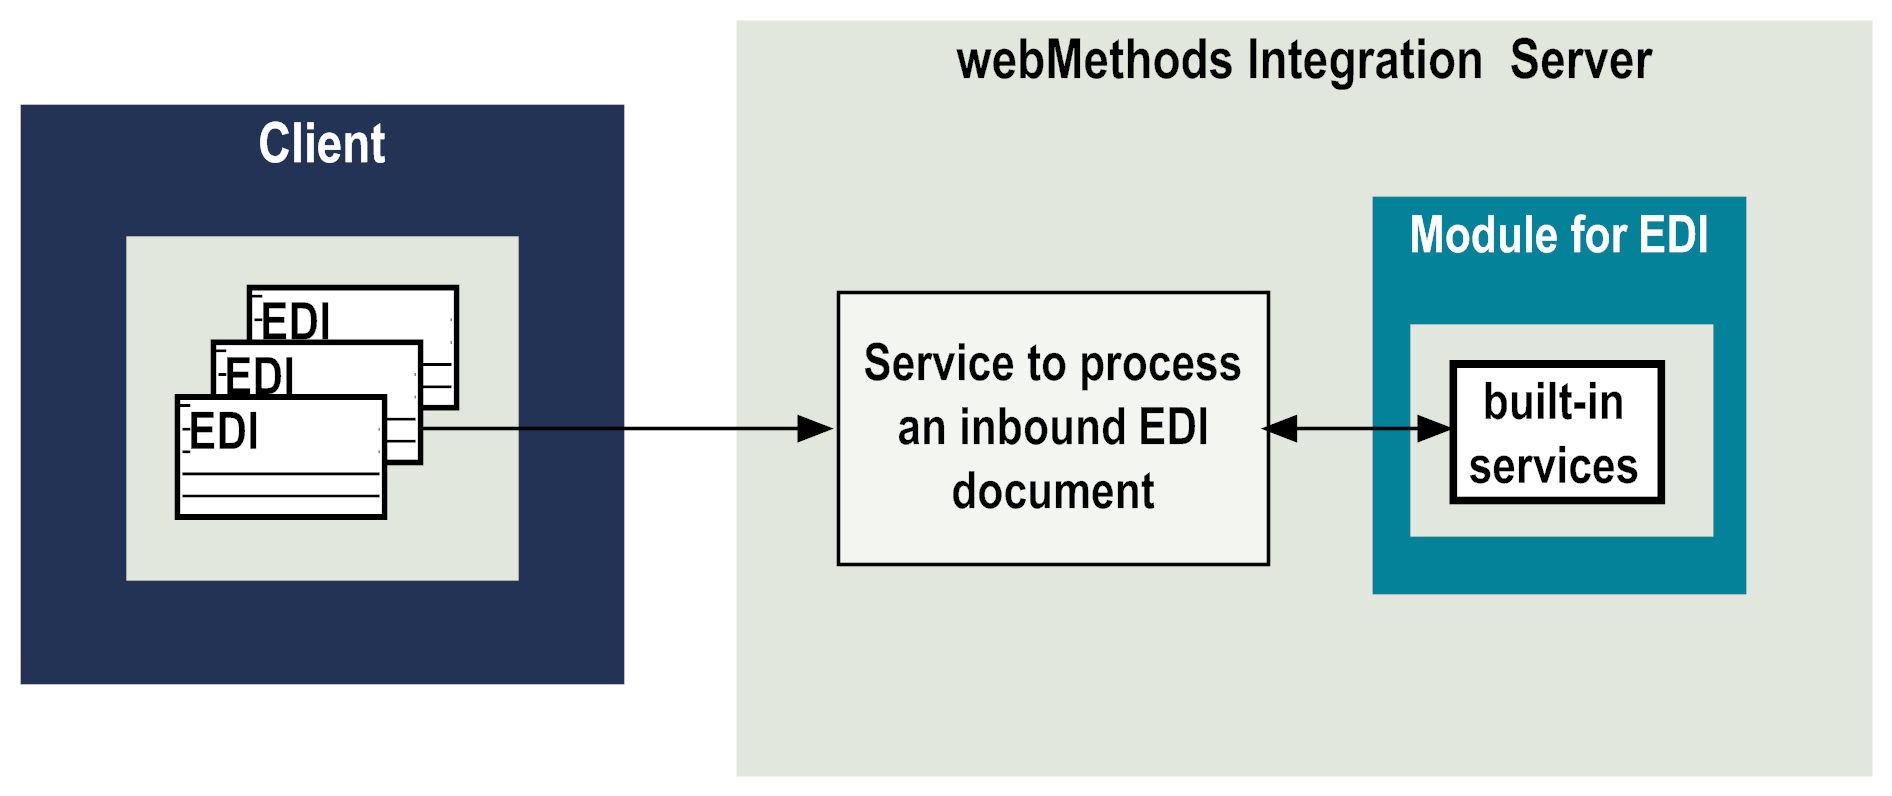 webMethods Integration Server
Client
Module for EDI
EDI
EDI
EDI
Service to process
an inbound EDI
document
built-in
services